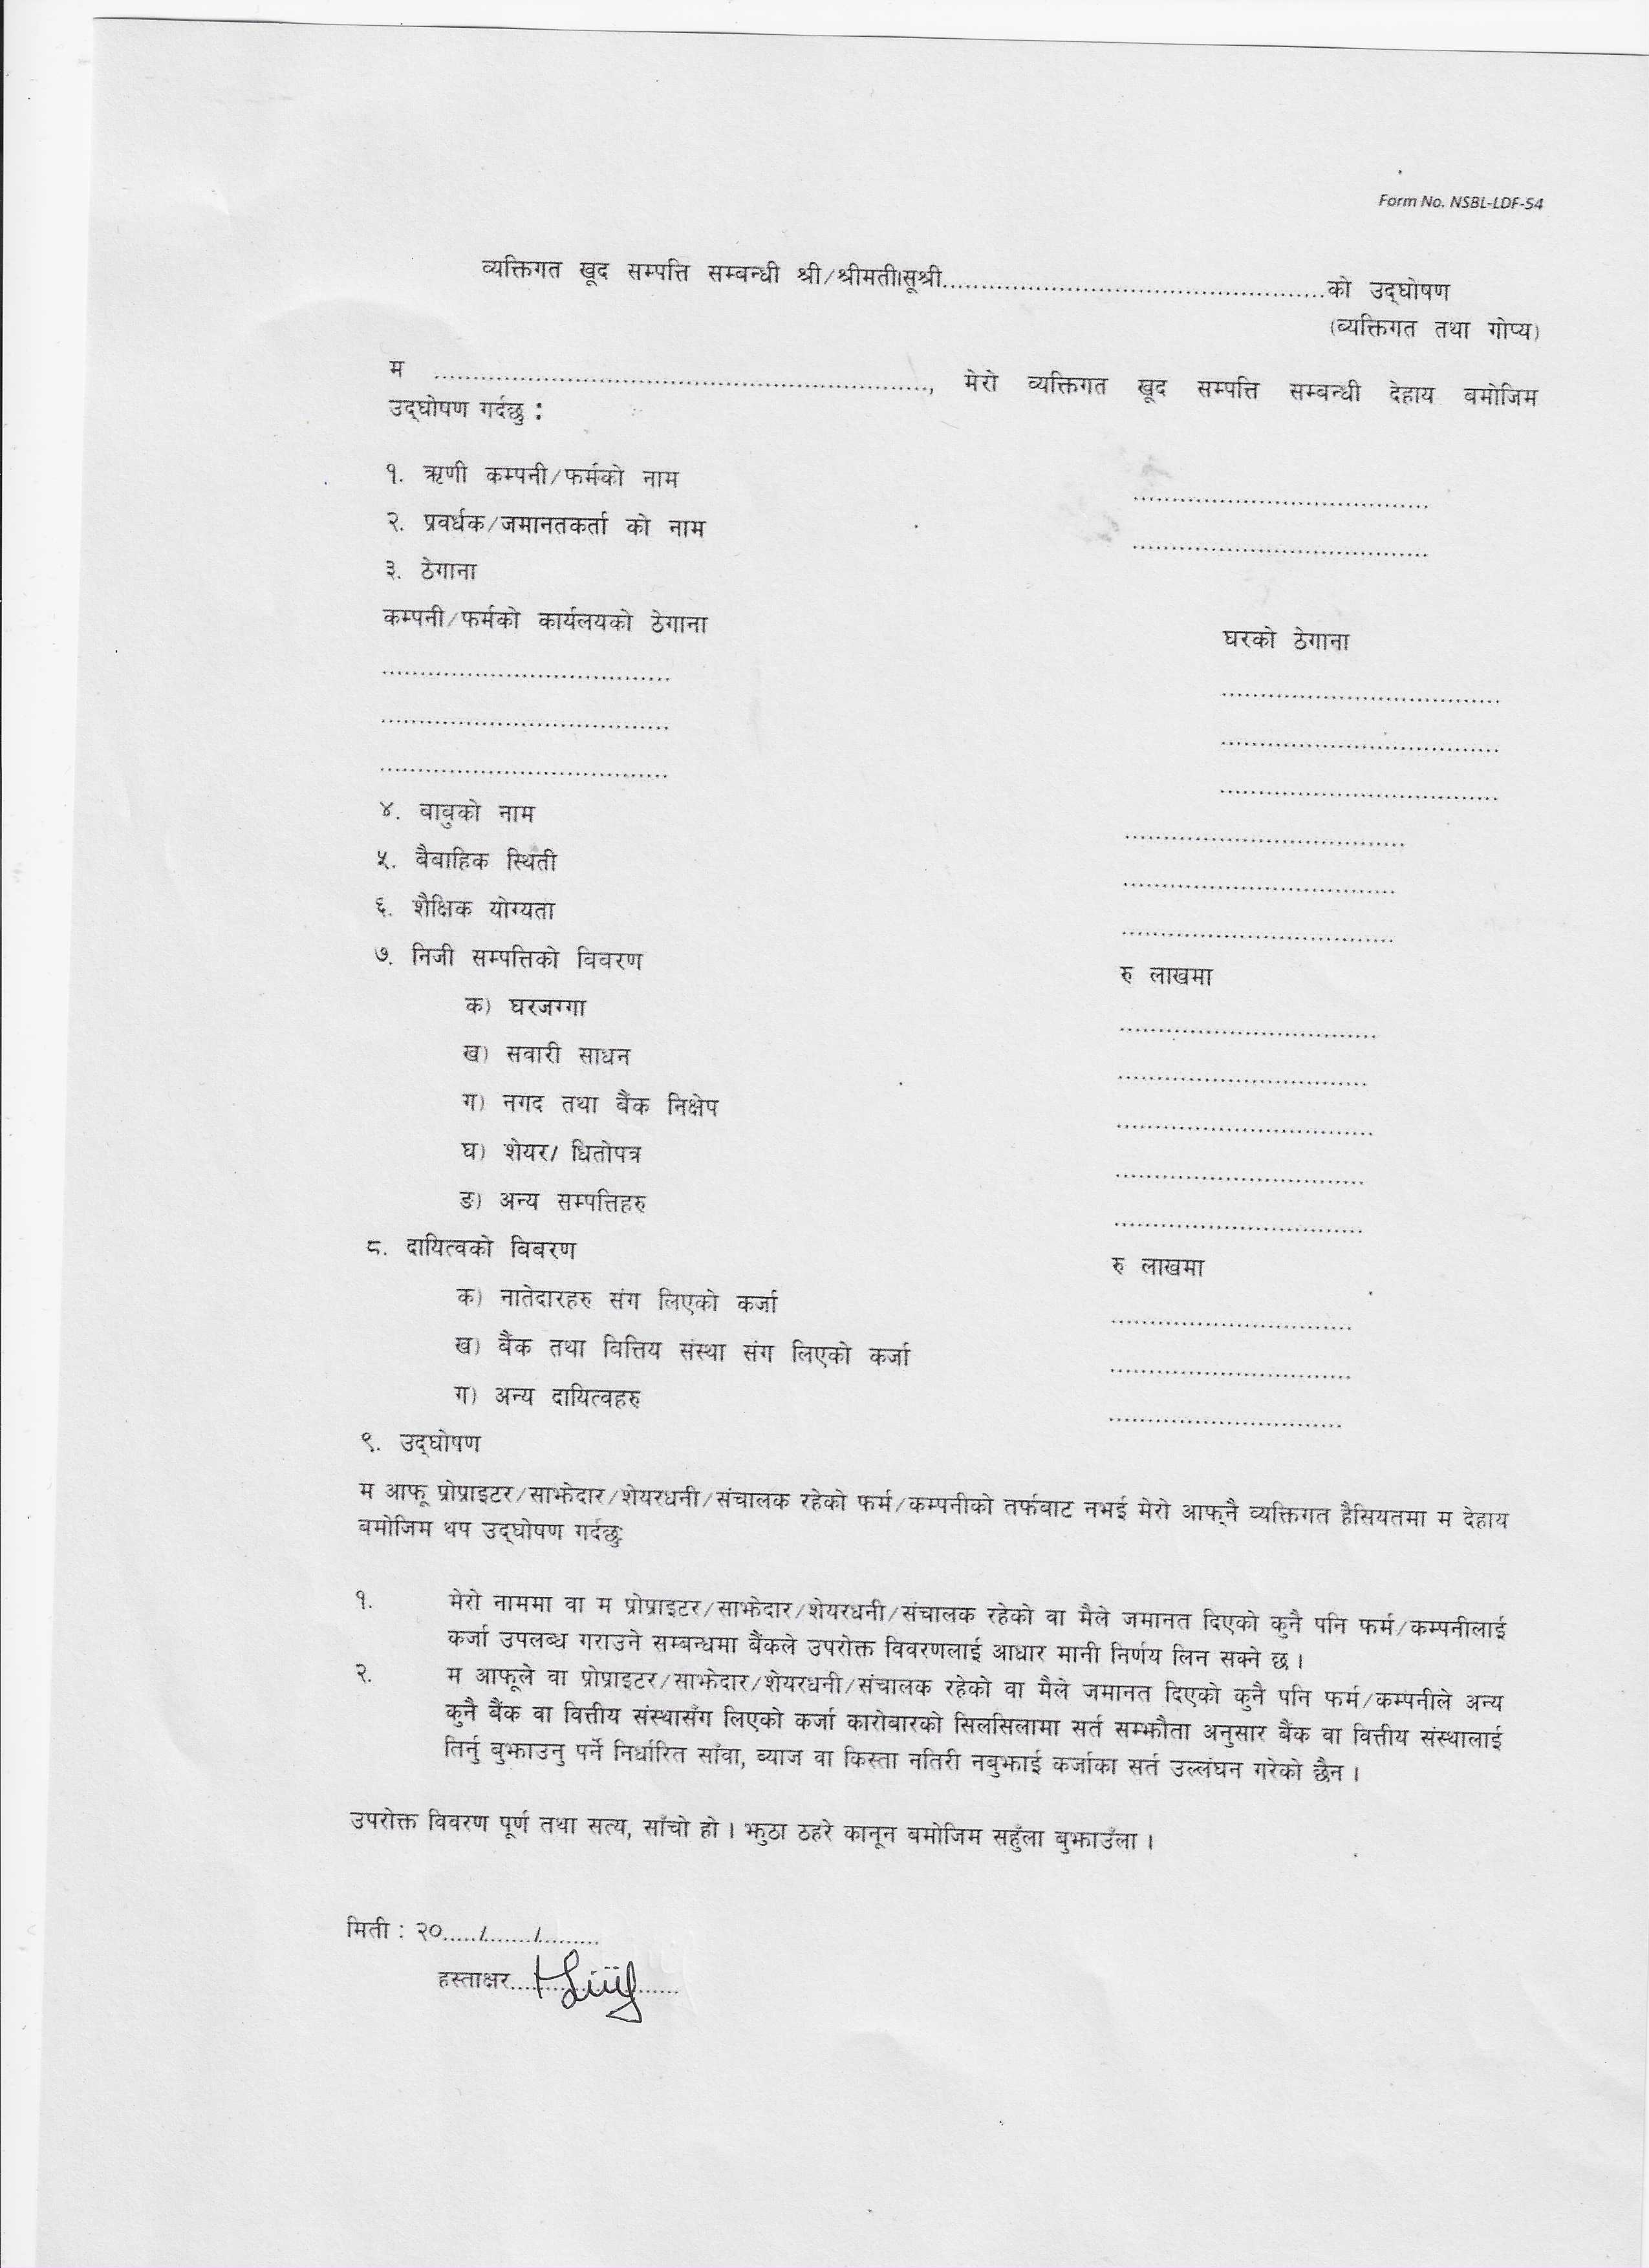 Form No. NSBL-LDF-54
व्यक्तिगत खूद सम्पत्ति सम्बन्धी श्री/श्रीमती।सूश्री..................................................को उद्घोषण
(व्यक्तिगत तथा गोप्य)
म ................................................................, मेरो व्यक्तिगत खूद सम्पत्ति सम्बन्धी देहाय बमोजिम
उद्घोषण गर्दछु :
१. ऋणी कम्पनी/फर्मको नाम ......................................
२. प्रवर्धक/जमानतकर्ता को नाम ......................................
३. ठेगाना
कम्पनी/फर्मको कार्यलयको ठेगाना घरको ठेगाना
..................................... ....................................
..................................... ....................................
..................................... ....................................
४. बाबुको नाम ....................................
५. बैवाहिक स्थिती ...................................
६. शैक्षिक योग्यता ...................................
७. निजी सम्पत्तिको विवरण रु लाखमा
क) घरजग्गा .................................
ख) सवारी साधन ................................
ग) नगद तथा बैंक निक्षेप .................................
घ) शेयर/ धितोपत्र ................................
ङ) अन्य सम्पत्तिहरु ................................
८. दायित्वको विवरण रु लाखमा
क) नातेदारहरु संग लिएको कर्जा ...............................
ख) बैंक तथा वित्तिय संस्था संग लिएको कर्जा ...............................
ग) अन्य दायित्वहरु ..............................
९. उद्घोषण
म आफू प्रोप्राइटर/साझेदार/शेयरधनी/संचालक रहेको फर्म/कम्पनीको तर्फबाट नभई मेरो आफ्नै व्यक्तिगत हैसियतमा म देहाय
बमोजिम थप उद्घोषण गर्दछुः
१. मेरो नाममा वा म प्रोप्राइटर/साझेदार/शेयरधनी/संचालक रहेको वा मैले जमानत दिएको कुनै पनि फर्म/कम्पनीलाई
कर्जा उपलब्ध गराउने सम्बन्धमा बैंकले उपरोक्त विवरणलाई आधार मानी निर्णय लिन सक्ने छ ।
२. म आफूले वा प्रोप्राइटर/साझेदार/शेयरधनी/संचालक रहेको वा मैले जमानत दिएको कुनै पनि फर्म/कम्पनीले अन्य
कुनै बैंक वा वित्तीय संस्थासँग लिएको कर्जा कारोबारको सिलसिलामा सर्त सम्झौता अनुसार बैंक वा वित्तीय संस्थालाई
तिर्नु बुझाउनु पर्ने निर्धारित साँवा, ब्याज वा किस्ता नतिरी नबुझाई कर्जाका सर्त उल्लंघन गरेको छैन ।
उपरोक्त विवरण पूर्ण तथा सत्य, साँचो हो । झुठा ठहरे कानून बमोजिम सहुँला बुझाउँला ।
मिती : २०...../......./........
हस्ताक्षर......................